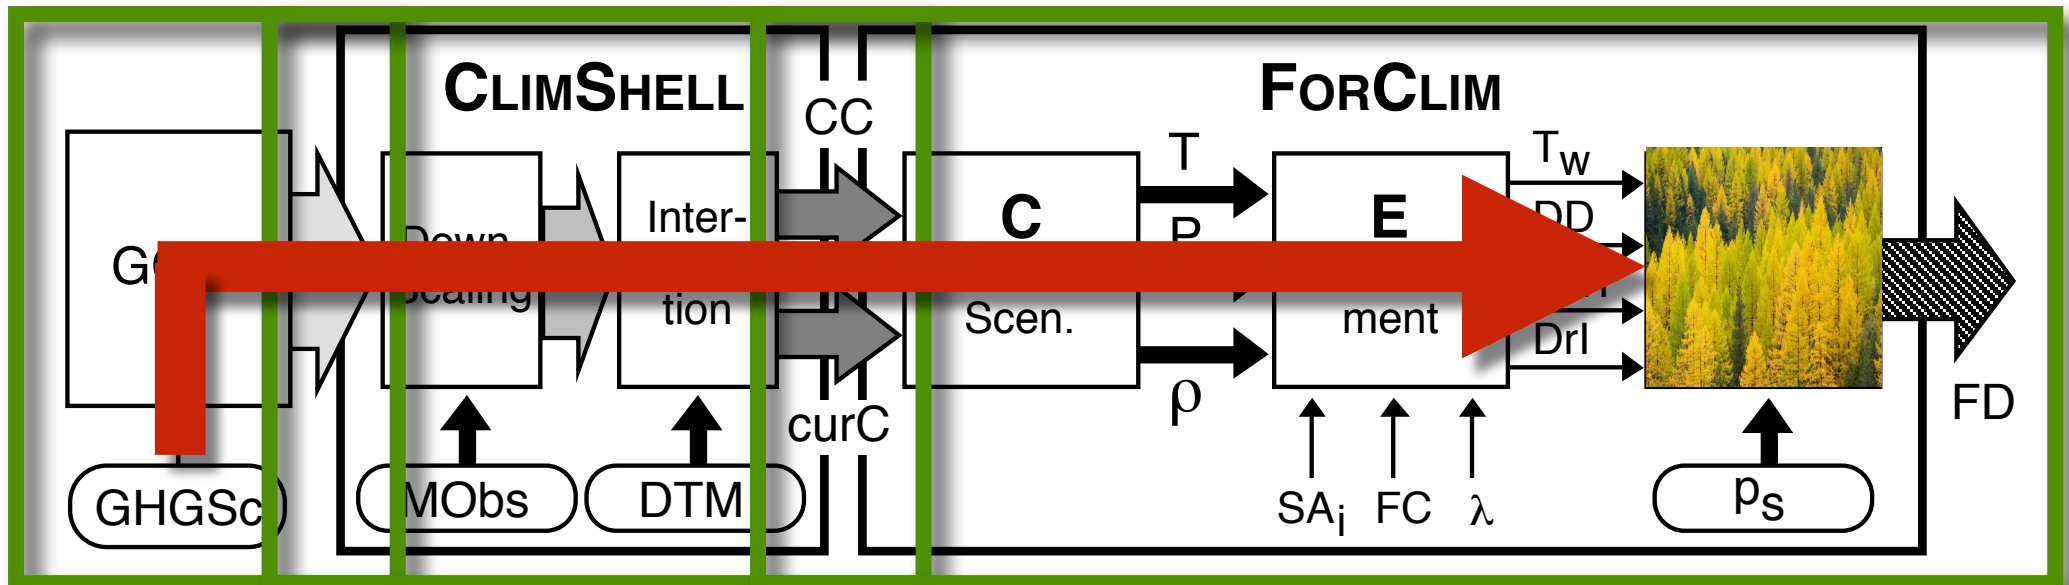 CLIMSHELL
FORCLIM
CC
T
P
ρ
Tw
DD
DrI
Inter-
tion
C
Scen.
E
ment
curC
FD
GHGSc
MObs
DTM
SAi
FC
λ
ps